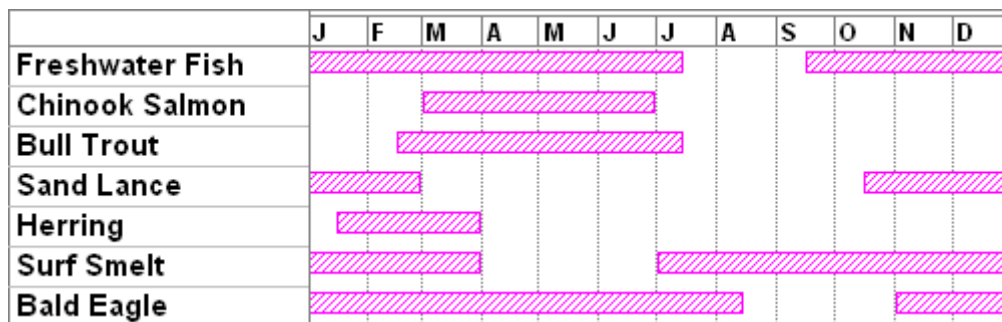 J F M A M J J A S O N D
Freshwater Fish
Chinook Salmon
Bull Trout
Sand Lance
Herring
Surf Smelt
Bald Eagle